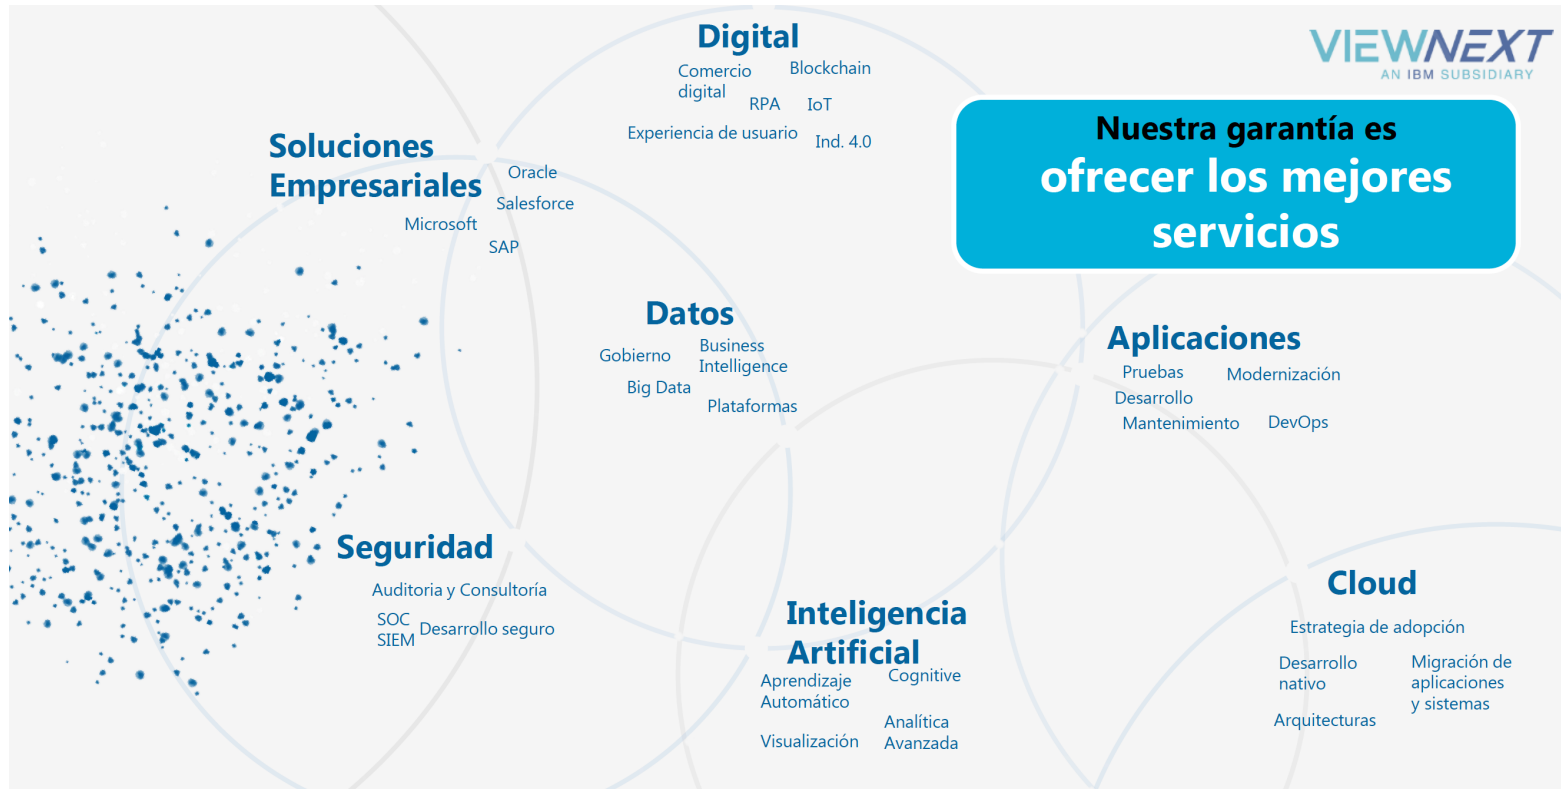 Digital
Comercio
digital
Blockchain
RPA
IoT
Experiencia de usuario
Ind. 4.0
VIEWNEXT
AN IBM SUBSIDIARY
Nuestra garantía es
ofrecer los mejores
servicios
Soluciones
Empresariales
Oracle
Salesforce
Microsoft
SAP
Datos
Gobierno
Business
Intelligence
Big Data
Plataformas
Aplicaciones
Pruebas
Modernización
Desarrollo
Mantenimiento
DevOps
Seguridad
Auditoria y Consultoría
SOC
SIEM
Desarrollo seguro
Inteligencia
Artificial
Aprendizaje
Automático
Cognitive
Visualización
Analítica
Avanzada
Cloud
Estrategia de adopción
Desarrollo
nativo
Migración de
aplicaciones
y sistemas
Arquitecturas